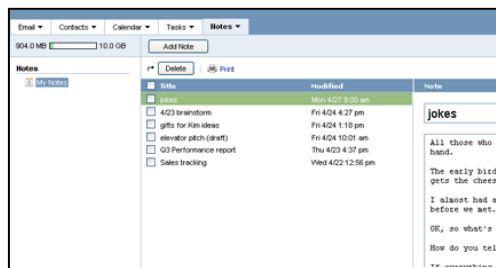 Email Contacts Calendar Tasks Notes
904.0 MB 10.0 GB Add Note
Notes
My Notes
Delete Print
Title Modified Note
jokes Mon 4/27 9:00 am
4/23 brainstorm Fri 4/24 4:27 pm
gifts for Kim ideas Fri 4/24 1:18 pm
elevator pitch (draft) Fri 4/24 10:01 am
Q3 Performance report Thu 4/23 4:37 pm
Sales tracking Wed 4/22 12:56 pm
jokes
All those who
hand.
The early bird
gets the chees
I almost had a
before we met.
OK, so what's
How do you tel
If everything